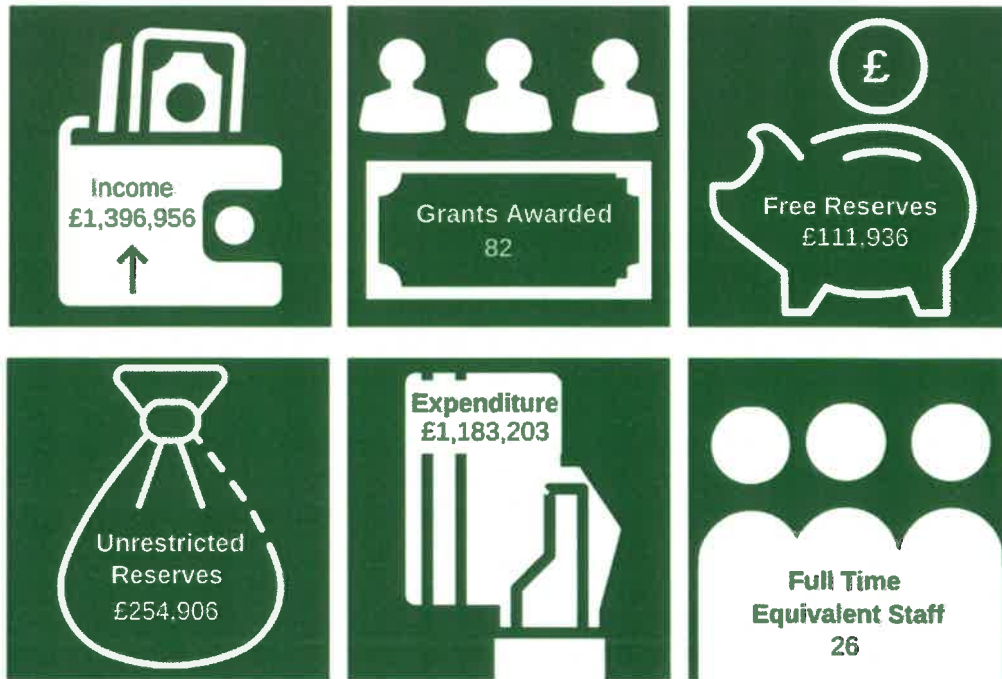 Income
£1,396,956
Grants Awarded
82
£
Free Reserves
£111,936
Unrestricted
Reserves
£254,906
Expenditure
£1,183,203
Full Time
Equivalent Staff
26